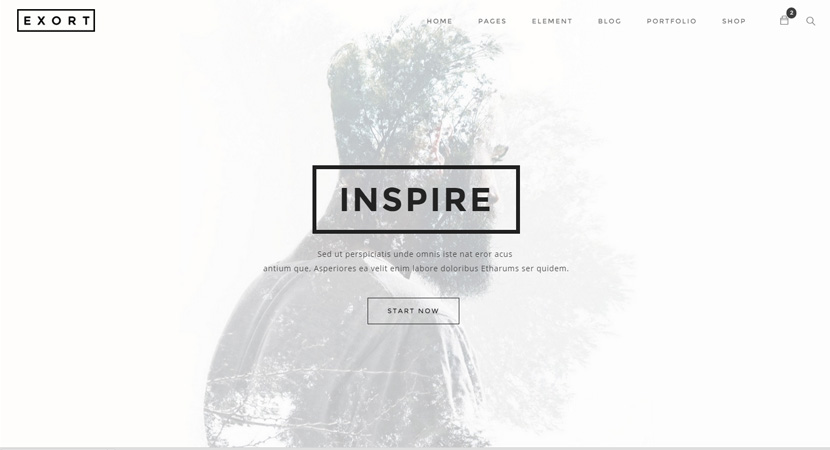 EXORT
HOME PAGES ELEMENT BLOG PORTFOLIO SHOP 2
INSPIRE
Sed ut perspiciatis unde omnis iste nat eror acus
antium que. Asperiores ea velit enim labore doloribus Etharums ser quidem.
START NOW